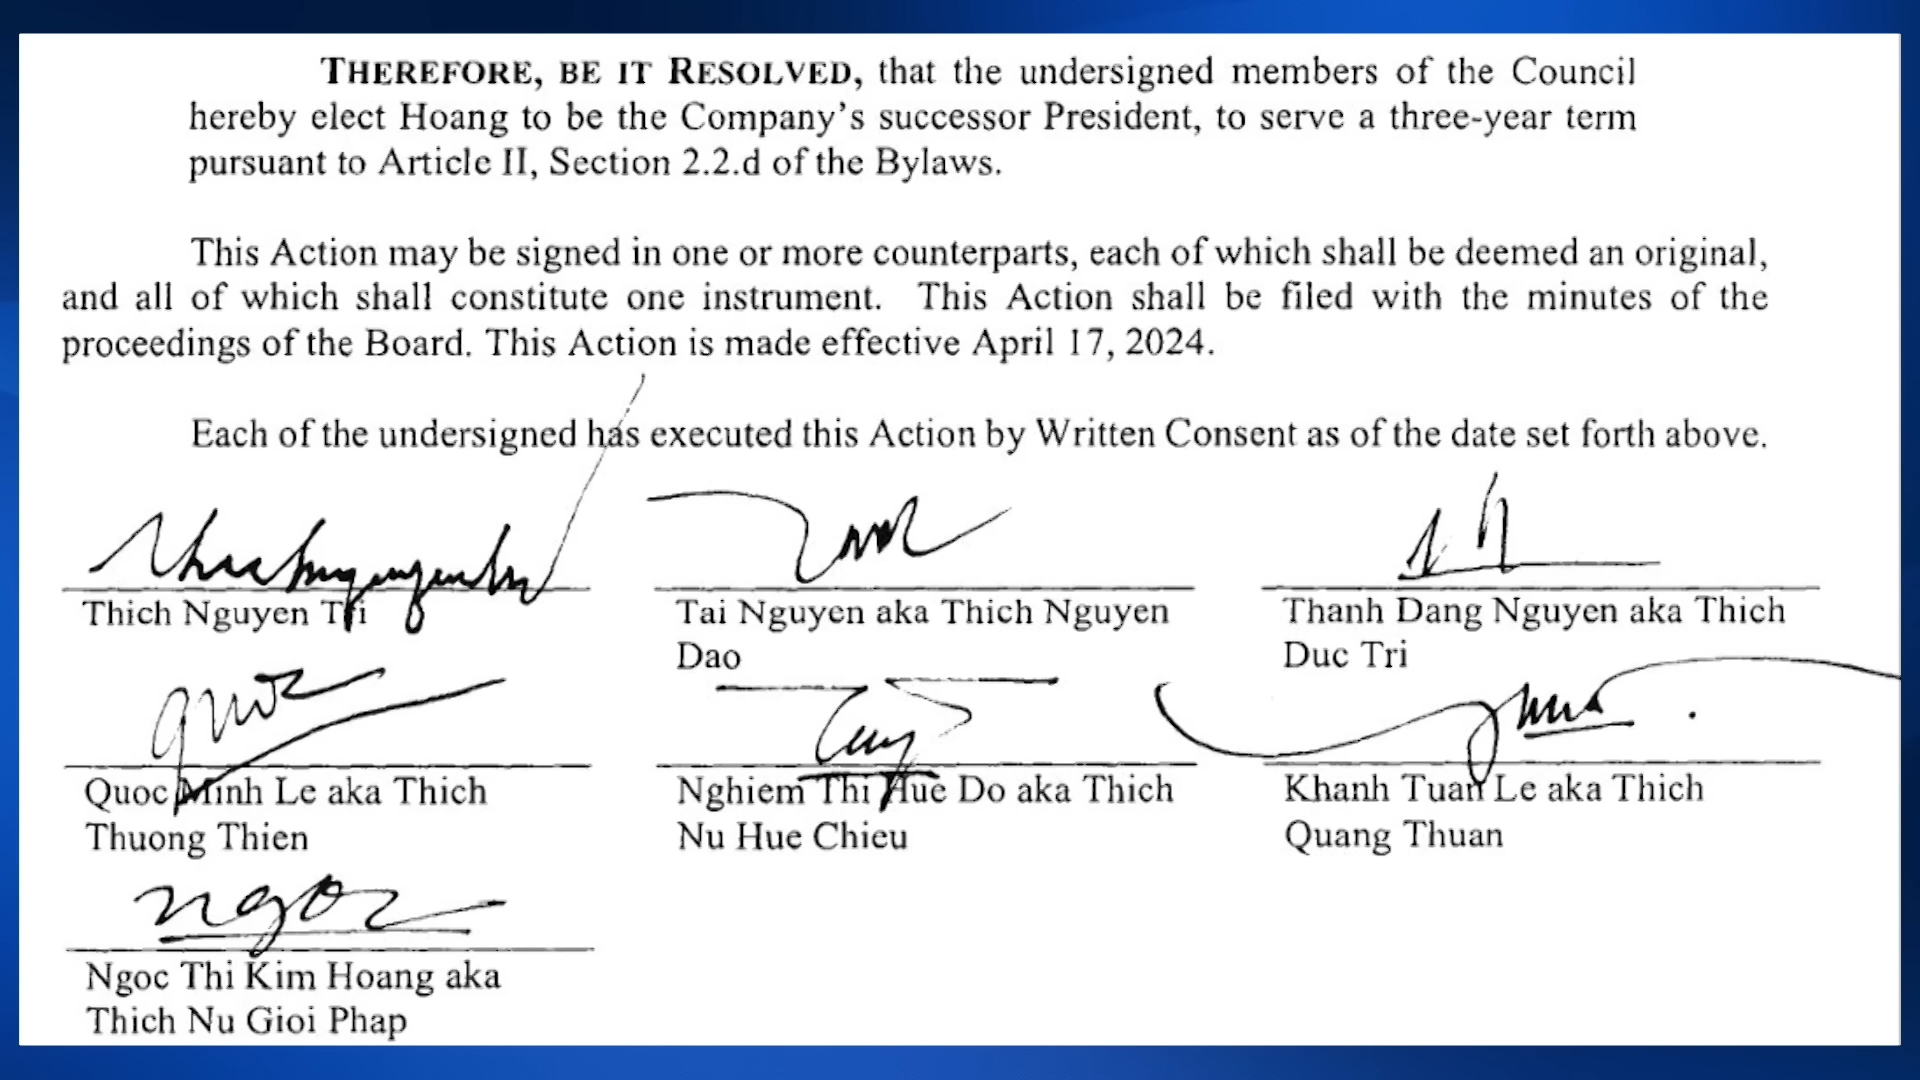 THEREFORE, BE IT RESOLVED, that the undersigned members of the Council
hereby elect Hoang to be the Company's successor President, to serve a three-year term
pursuant to Article II, Section 2.2.d of the Bylaws.
This Action may be signed in one or more counterparts, each of which shall be deemed an original,
and all of which shall constitute one instrument. This Action shall be filed with the minutes of the
proceedings of the Board. This Action is made effective April 17, 2024.
Each of the undersigned has executed this Action by Written Consent as of the date set forth above.
Thich Nguyen Tri
Tai Nguyen aka Thich Nguyen
Dao
Thanh Dang Nguyen aka Thich
Duc Tri
Quoc
Quoc Minh Le aka Thich
Thuong Thien
Nghiem Thi Hue Do aka Thich
Nu Hue Chieu
Khanh Tuan Le aka Thich
Quang Thuan
Ngoc
Ngoc Thi Kim Hoang aka
Thich Nu Gioi Phap